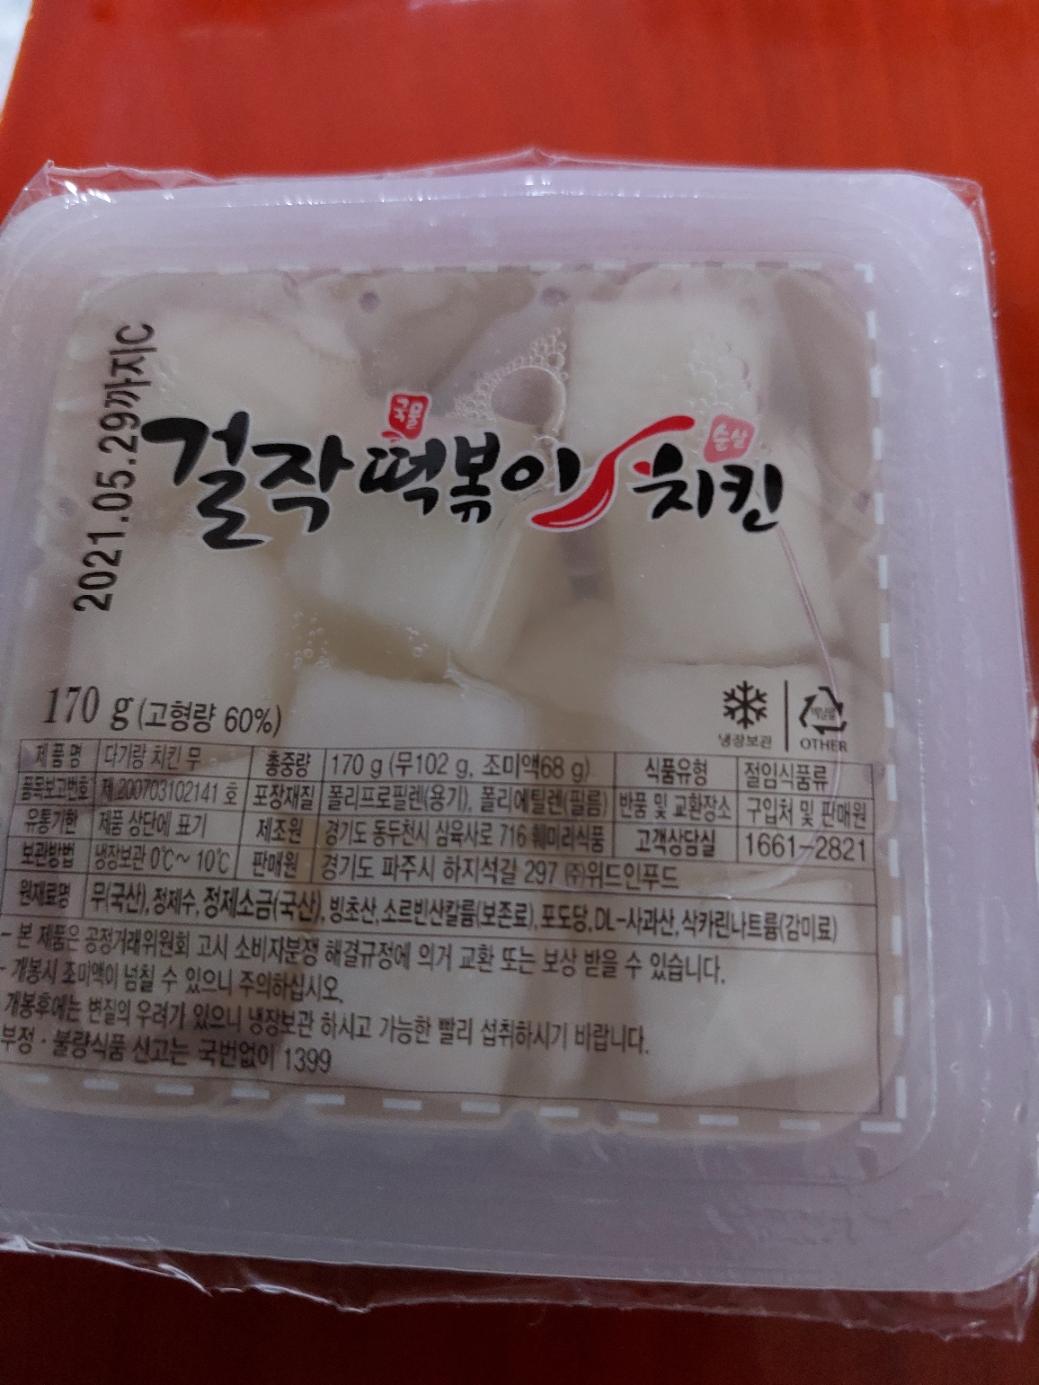 2021.05.29까지C
국물
순살
걸작떡볶이치킨
170 g (고형량 60%)
냉장보관
OTHER
제품명 다기랑 치킨 무 총중량 170 g (무102 g, 조미액68 g) 식품유형 절임식품류
품목보고번호 제 200703102141 호 포장재질 폴리프로필렌(용기), 폴리에틸렌(필름) 반품 및 교환장소 구입처 및 판매원
유통기한 제품 상단에 표기 제조원 경기도 동두천시 삼육사로 716 훼미리식품 고객상담실 1661-2821
보관방법 냉장보관 0℃~ 10℃ 판매원 경기도 파주시 하지석길 297 ㈜위드인푸드
원재료명 무(국산), 정제수, 정제소금(국산), 빙초산, 소르빈산칼륨(보존료), 포도당, DL-사과산, 삭카린나트륨(감미료)
- 본 제품은 공정거래위원회 고시 소비자분쟁 해결규정에 의거 교환 또는 보상 받을 수 있습니다.
- 개봉시 조미액이 넘칠 수 있으니 주의하십시오.
개봉후에는 변질의 우려가 있으니 냉장보관 하시고 가능한 빨리 섭취하시기 바랍니다.
부정·불량식품 신고는 국번없이 1399